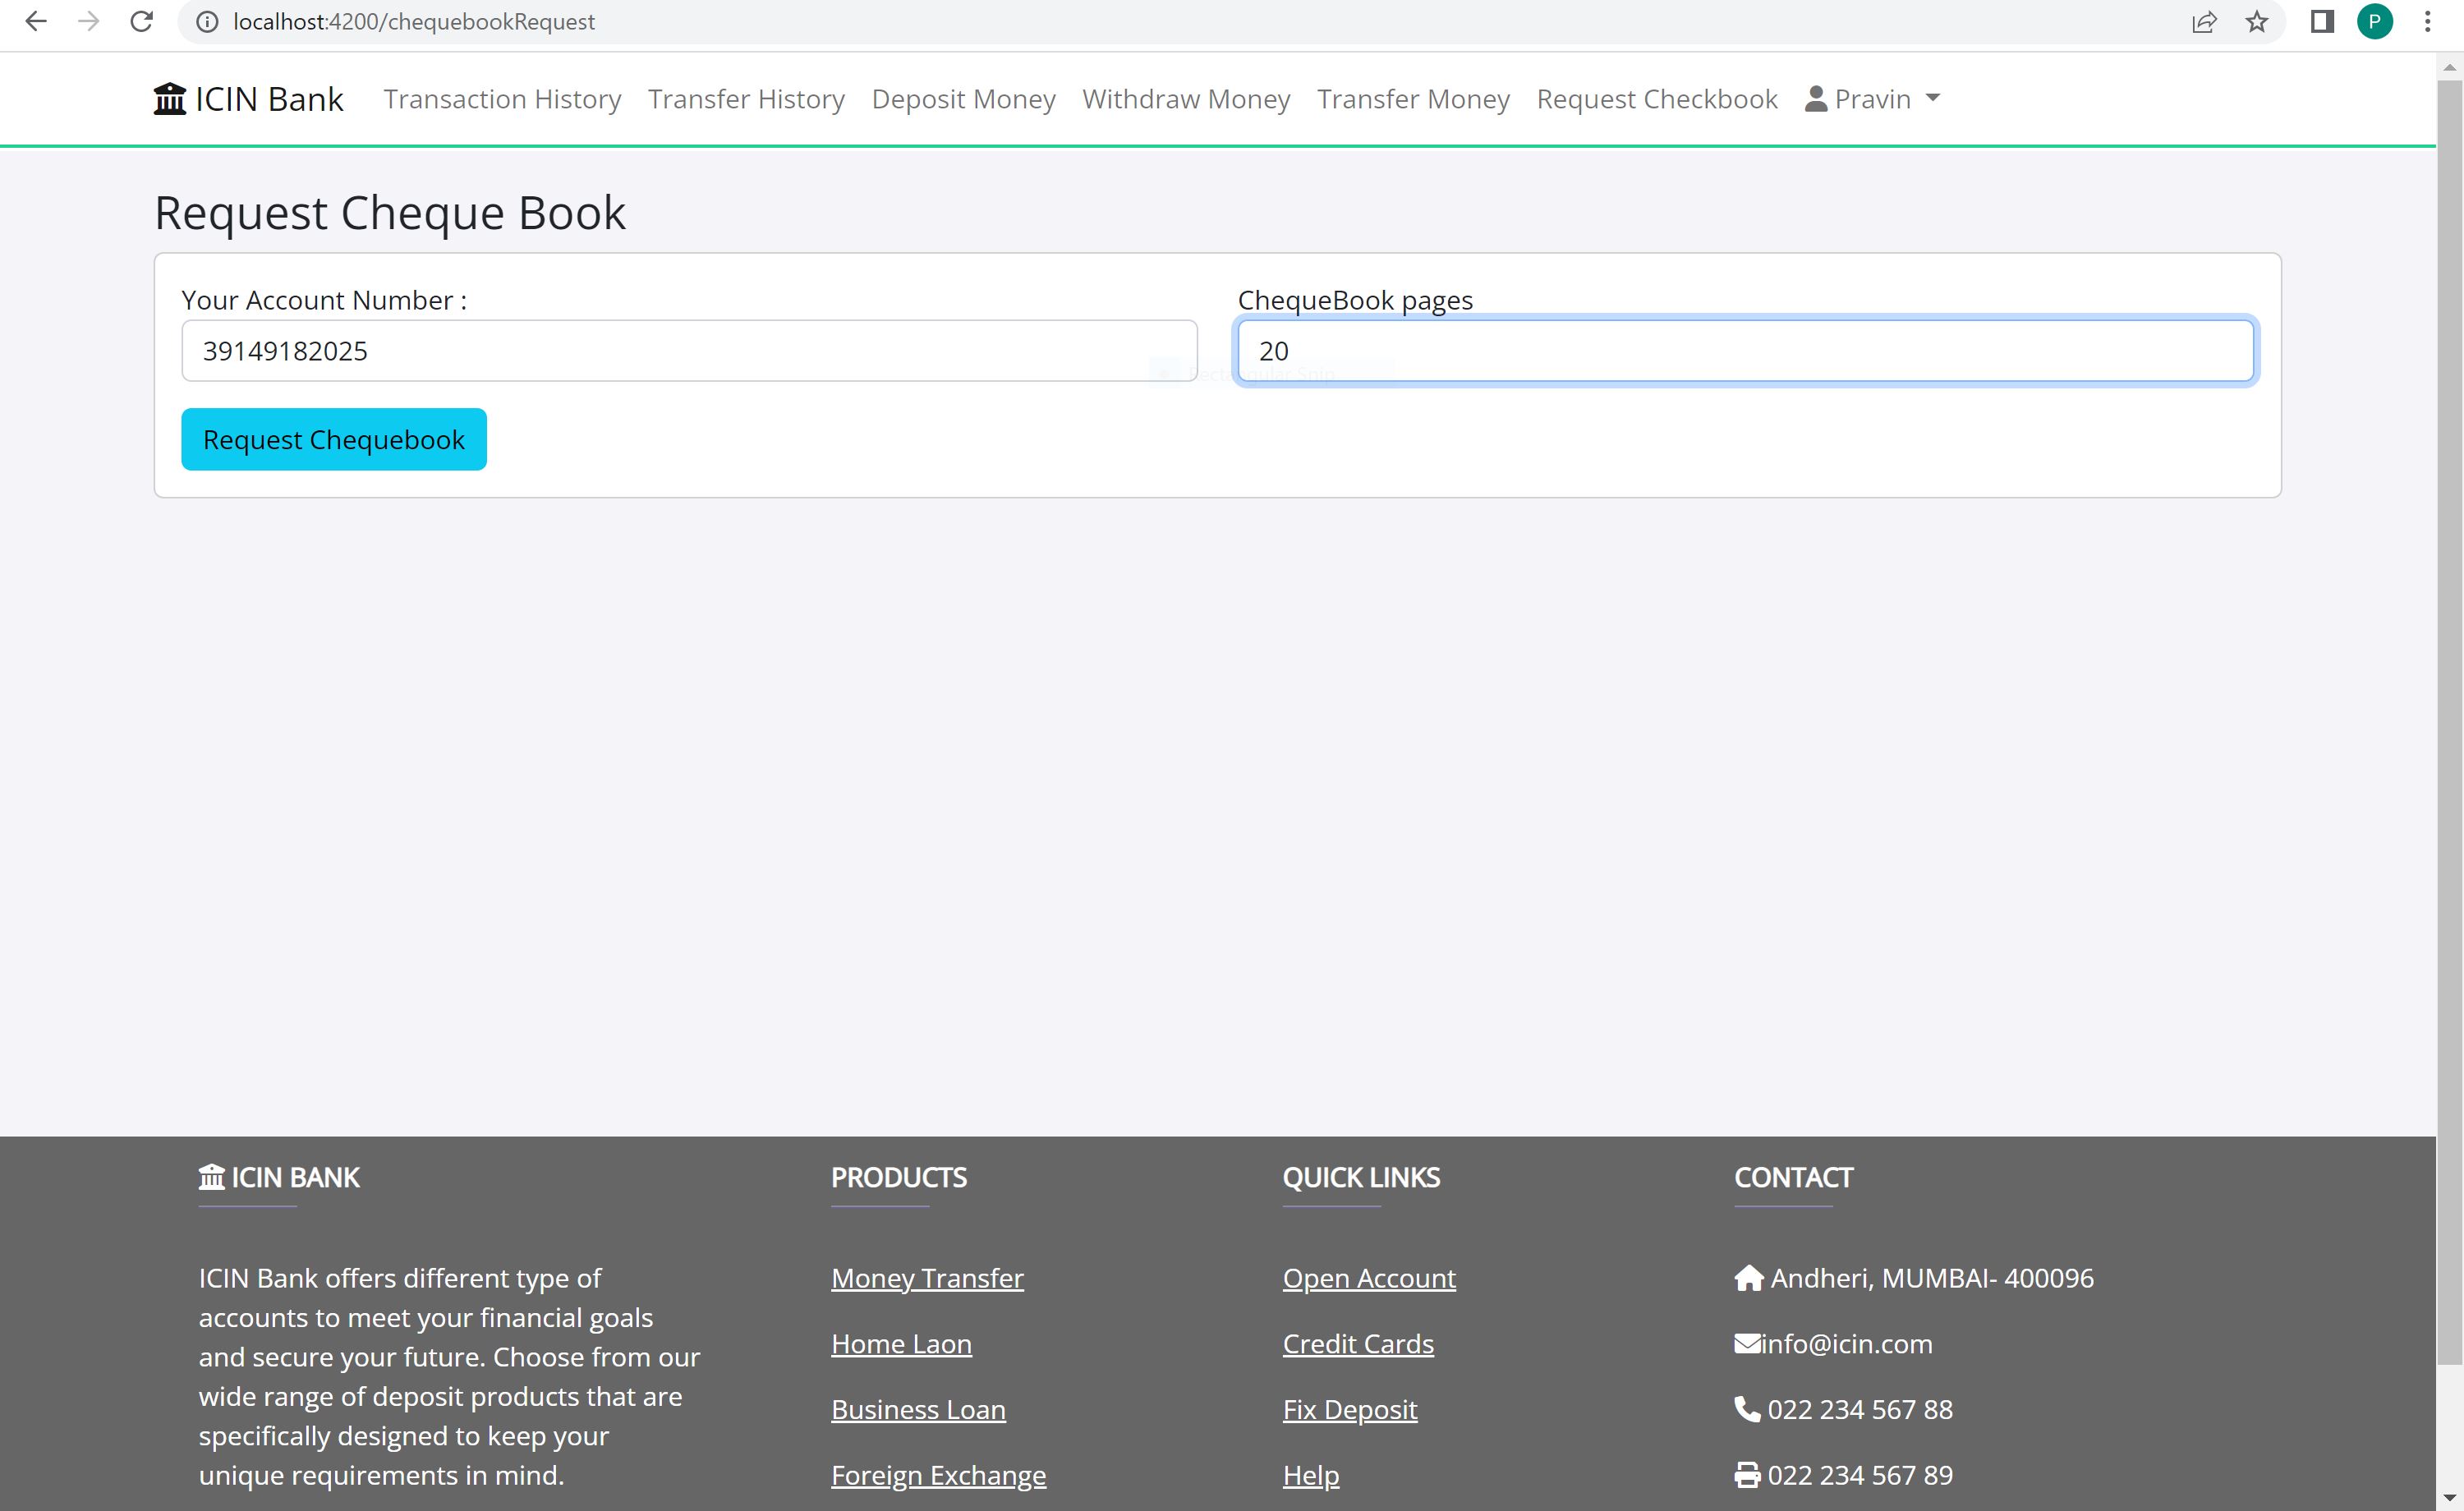 localhost:4200/chequebookRequest
P
ICIN Bank Transaction History Transfer History Deposit Money Withdraw Money Transfer Money Request Checkbook Pravin
Request Cheque Book
Your Account Number :
39149182025
ChequeBook pages
20
Rectangular Snip
Request Chequebook
ICIN BANK
ICIN Bank offers different type of
accounts to meet your financial goals
and secure your future. Choose from our
wide range of deposit products that are
specifically designed to keep your
unique requirements in mind.
PRODUCTS
Money Transfer
Home Laon
Business Loan
Foreign Exchange
QUICK LINKS
Open Account
Credit Cards
Fix Deposit
Help
CONTACT
Andheri, MUMBAI- 400096
info@icin.com
022 234 567 88
022 234 567 89